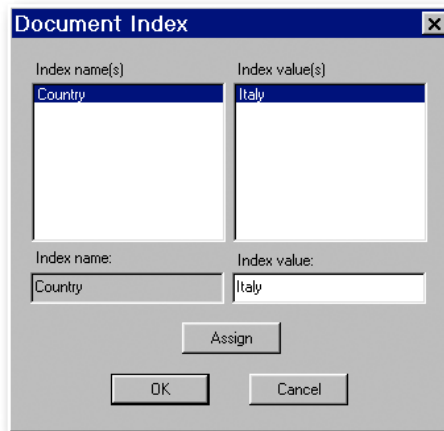 Document Index
Index name(s) Index value(s)
Country Italy
Index name: Index value:
Country Italy
Assign
OK Cancel